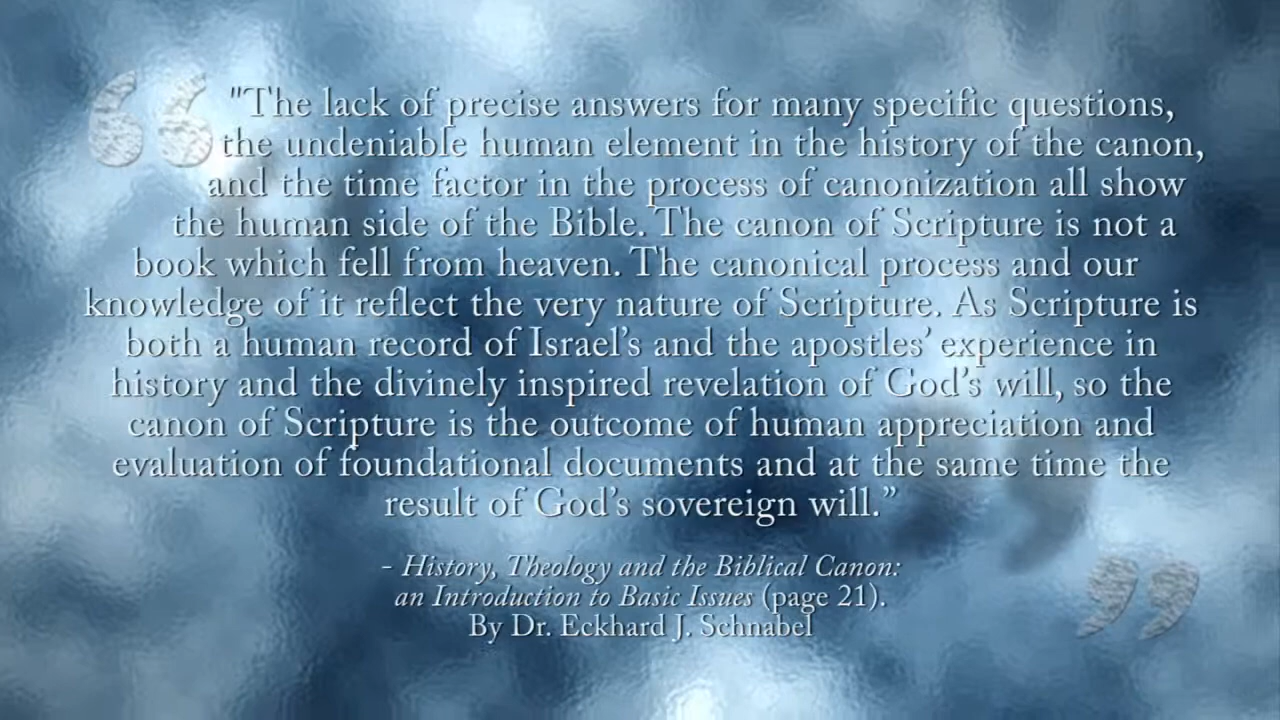 "The lack of precise answers for many specific questions,
the undeniable human element in the history of the canon,
and the time factor in the process of canonization all show
the human side of the Bible. The canon of Scripture is not a
book which fell from heaven. The canonical process and our
knowledge of it reflect the very nature of Scripture. As Scripture is
both a human record of Israel’s and the apostles’ experience in
history and the divinely inspired revelation of God’s will, so the
canon of Scripture is the outcome of human appreciation and
evaluation of foundational documents and at the same time the
result of God’s sovereign will.”
- History, Theology and the Biblical Canon:
an Introduction to Basic Issues (page 21).
By Dr. Eckhard J. Schnabel